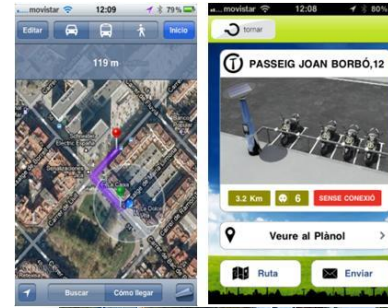 movistar 12:09 79%
Editar
Inicio
119 m
Buscar Cómo llegar
movistar 12:08 80%
tornar
PASSEIG JOAN BORBÓ,12
3.2 Km 6 SENSE CONEXIÓ
Veure al Plànol
Ruta Enviar